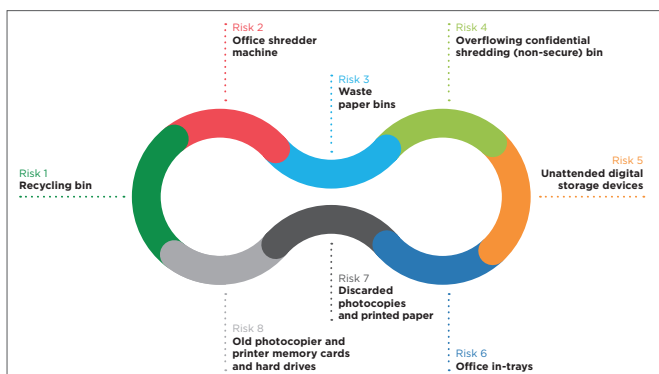 Risk 1
Recycling bin
Risk 2
Office shredder
machine
Risk 3
Waste
paper bins
Risk 4
Overflowing confidential
shredding (non-secure) bin
Risk 5
Unattended digital
storage devices
Risk 6
Office in-trays
Risk 7
Discarded
photocopies
and printed paper
Risk 8
Old photocopier and
printer memory cards
and hard drives